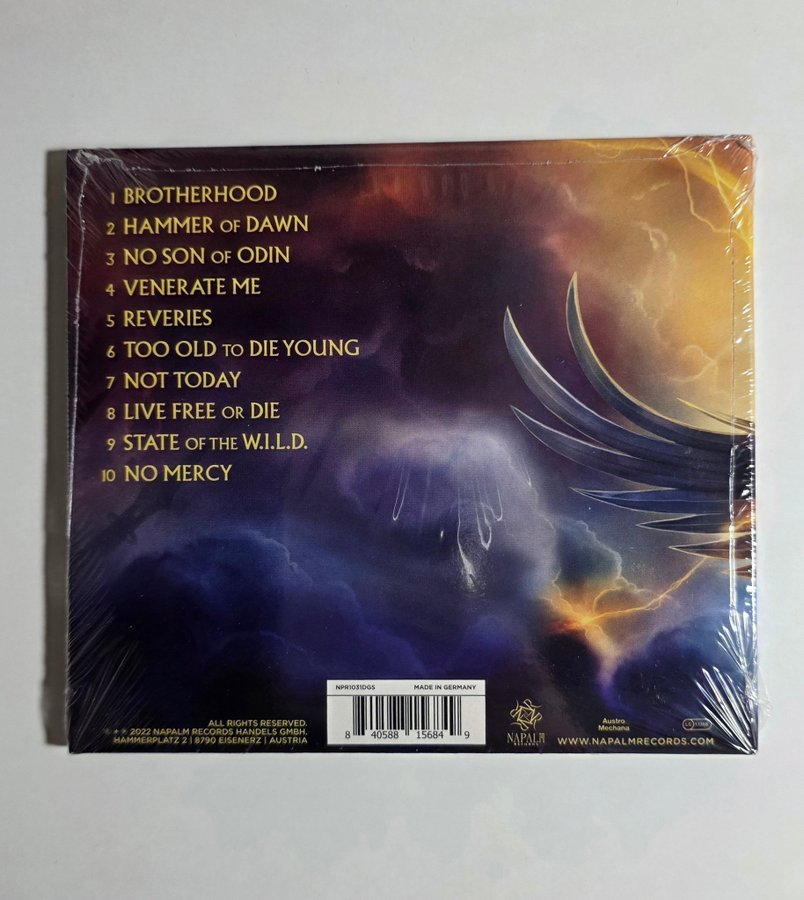 1 BROTHERHOOD
2 HAMMER OF DAWN
3 NO SON OF ODIN
4 VENERATE ME
5 REVERIES
6 TOO OLD TO DIE YOUNG
7 NOT TODAY
8 LIVE FREE OR DIE
9 STATE OF THE W.I.L.D.
10 NO MERCY
NPR1031DGS MADE IN GERMANY
8 40588 15684 9
ALL RIGHTS RESERVED.
2022 NAPALM RECORDS HANDELS GMBH.
HAMMERPLATZ 2 | 8790 EISENERZ | AUSTRIA
NAPALM
RECORDS
Austro
Mechana
LC
WWW.NAPALMRECORDS.COM